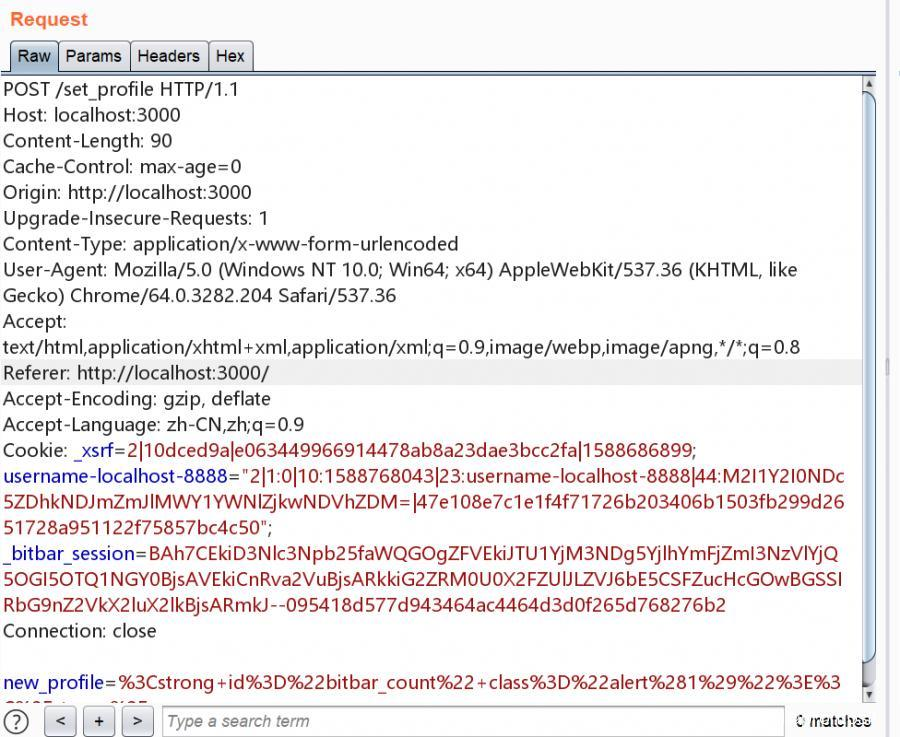 Request
Raw Params Headers Hex
POST /set_profile HTTP/1.1
Host: localhost:3000
Content-Length: 90
Cache-Control: max-age=0
Origin: http://localhost:3000
Upgrade-Insecure-Requests: 1
Content-Type: application/x-www-form-urlencoded
User-Agent: Mozilla/5.0 (Windows NT 10.0; Win64; x64) AppleWebKit/537.36 (KHTML, like
Gecko) Chrome/64.0.3282.204 Safari/537.36
Accept:
text/html,application/xhtml+xml,application/xml;q=0.9,image/webp,image/apng,*/*;q=0.8
Referer: http://localhost:3000/
Accept-Encoding: gzip, deflate
Accept-Language: zh-CN,zh;q=0.9
Cookie: _xsrf=2|10dced9a|e063449966914478ab8a23dae3bcc2fa|1588686899;
username-localhost-8888="2|1:0|10:1588768043|23:username-localhost-8888|44:M2I1Y2I0NDc
5ZDhkNDJmZmJlMWY1YWNlZjkwNDVhZDM=|47e108e7c1e1f4f71726b203406b1503fb299d26
51728a951122f75857bc4c50";
_bitbar_session=BAh7CEkiD3Nlc3Npb25faWQGOgZFVEkiJTU1YjM3NDg5YjlhYmFjZmI3NzVlYjQ
5OGI5OTQ1NGY0BjsAVEkiCnRva2VuBjsARkkiG2ZRM0U0X2FZUlJLZVJ6bE5CSFZucHcGOwBGSSI
RbG9nZ2VkX2luX2lkBjsARmkJ--095418d577d943464ac4464d3d0f265d768276b2
Connection: close
new_profile=%3Cstrong+id%3D%22bitbar_count%22+class%3D%22alert%281%29%22%3E%3
? < + > Type a search term 0 matches